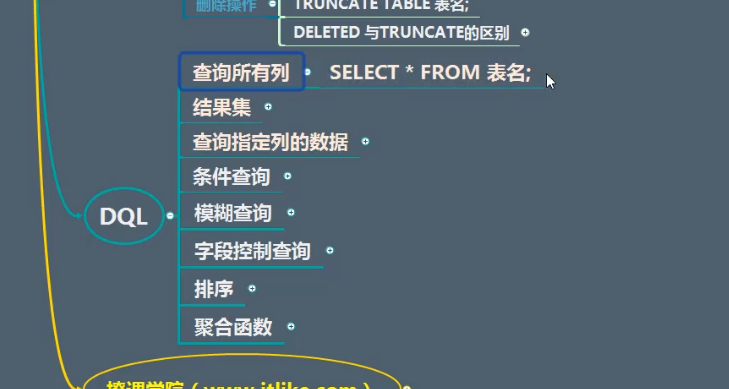 删除操作
TRUNCATE TABLE 表名;
DELETED 与TRUNCATE的区别
查询所有列
SELECT * FROM 表名;
结果集
查询指定列的数据
条件查询
DQL
模糊查询
字段控制查询
排序
聚合函数
撩课学院（www.itlike.com）